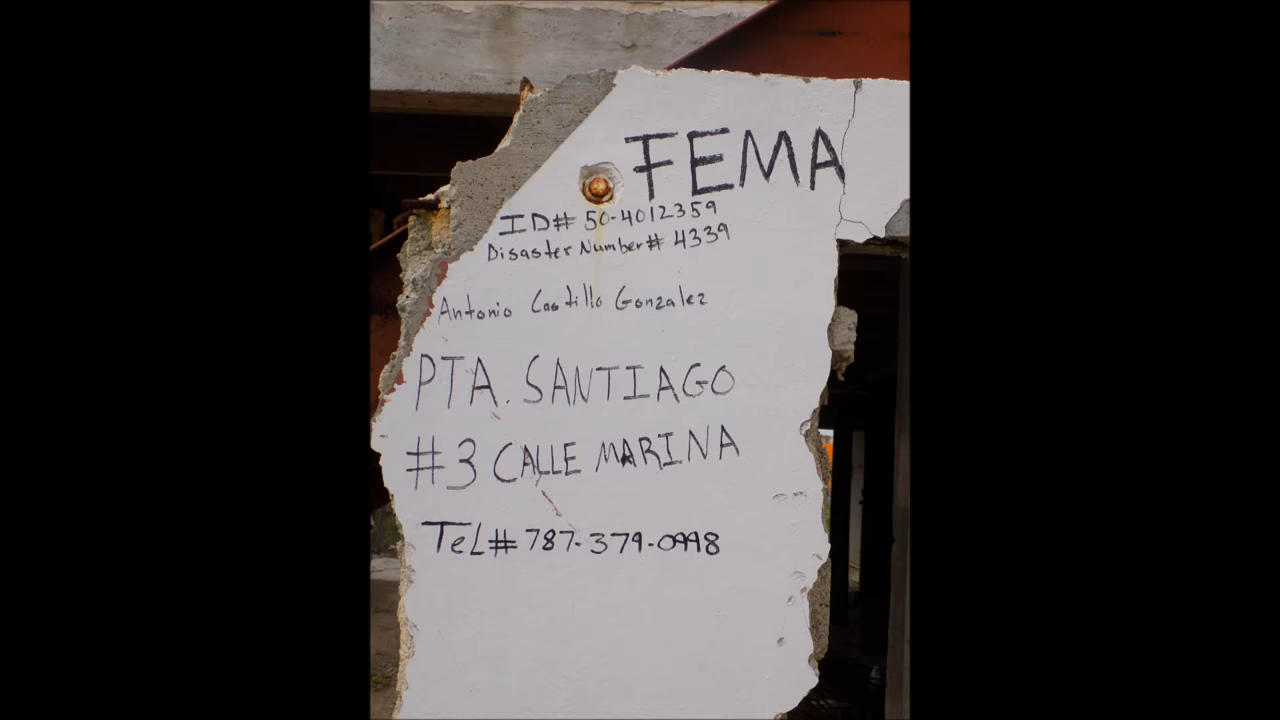 FEMA
ID# 50-4012359
Disaster Number# 4339
Antonio Castillo Gonzalez
PTA. SANTIAGO
#3 CALLE MARINA
TeL# 787-379-0998